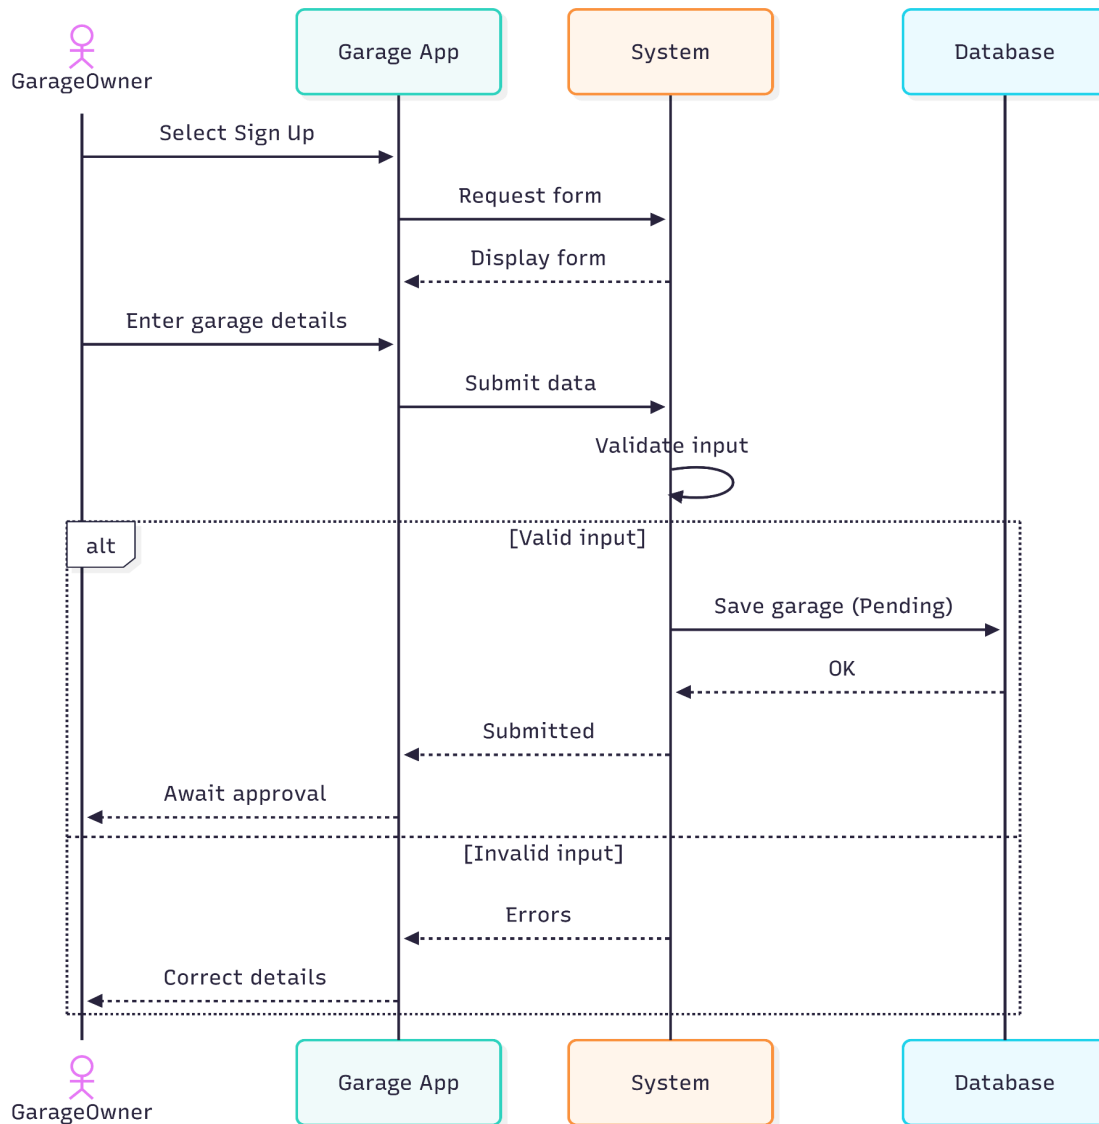 GarageOwner
Garage App
System
Database
Select Sign Up
Request form
Display form
Enter garage details
Submit data
Validate input
alt
[Valid input]
Save garage (Pending)
OK
Submitted
Await approval
[Invalid input]
Errors
Correct details
GarageOwner
Garage App
System
Database